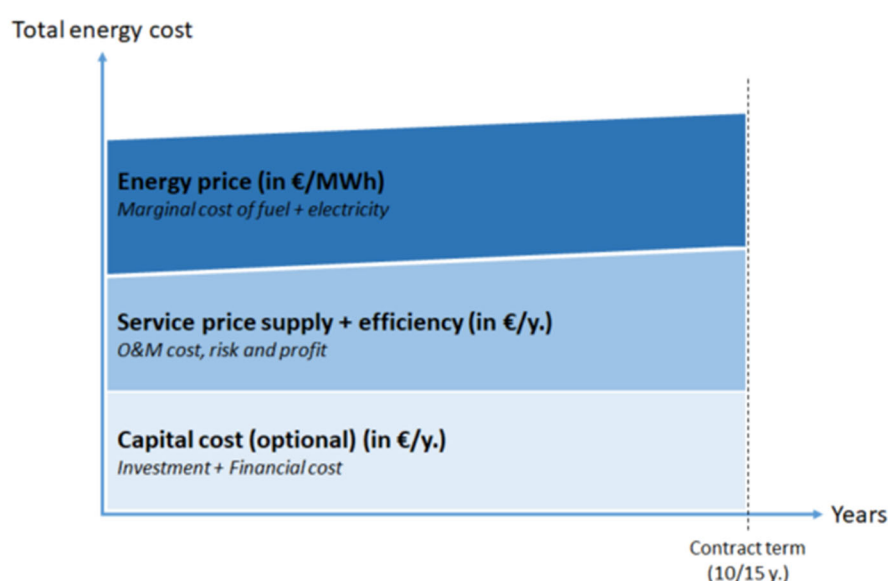 Total energy cost
Energy price (in €/MWh)
Marginal cost of fuel + electricity
Service price supply + efficiency (in €/y.)
O&M cost, risk and profit
Capital cost (optional) (in €/y.)
Investment + Financial cost
Years
Contract term
(10/15 y.)